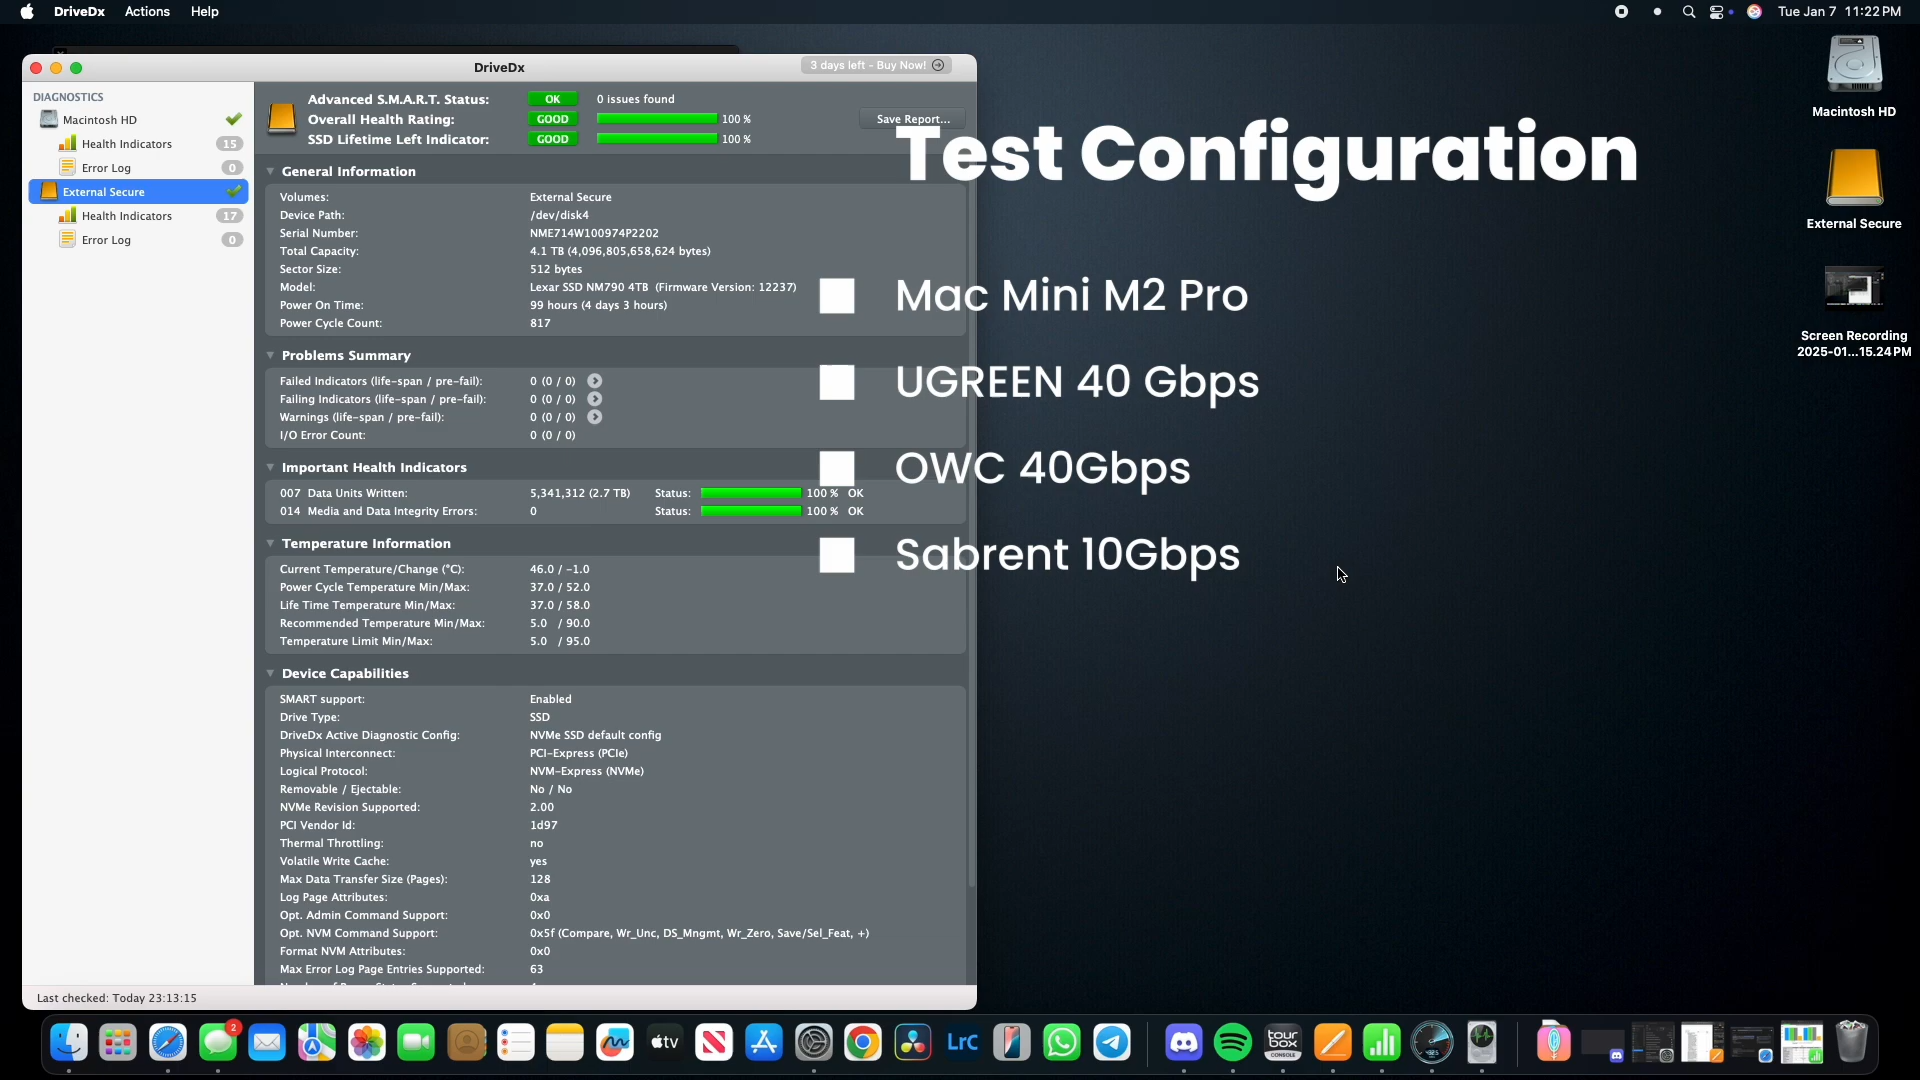 DriveDx Actions Help
Tue Jan 7 11:22 PM
DriveDx
3 days left - Buy Now!
DIAGNOSTICS
Macintosh HD
Health Indicators 15
Error Log 0
External Secure
Health Indicators 17
Error Log 0
Advanced S.M.A.R.T. Status: OK 0 issues found
Overall Health Rating: GOOD 100 %
SSD Lifetime Left Indicator: GOOD 100 %
Save Report...
General Information
Volumes: External Secure
Device Path: /dev/disk4
Serial Number: NME714W100974P2202
Total Capacity: 4.1 TB (4,096,805,658,624 bytes)
Sector Size: 512 bytes
Model: Lexar SSD NM790 4TB (Firmware Version: 12237)
Power On Time: 99 hours (4 days 3 hours)
Power Cycle Count: 817
Problems Summary
Failed Indicators (life-span / pre-fail): 0 (0 / 0)
Failing Indicators (life-span / pre-fail): 0 (0 / 0)
Warnings (life-span / pre-fail): 0 (0 / 0)
I/O Error Count: 0 (0 / 0)
Important Health Indicators
007 Data Units Written: 5,341,312 (2.7 TB) Status: 100 % OK
014 Media and Data Integrity Errors: 0 Status: 100 % OK
Temperature Information
Current Temperature/Change (°C): 46.0 / -1.0
Power Cycle Temperature Min/Max: 37.0 / 52.0
Life Time Temperature Min/Max: 37.0 / 58.0
Recommended Temperature Min/Max: 5.0 / 90.0
Temperature Limit Min/Max: 5.0 / 95.0
Device Capabilities
SMART support: Enabled
Drive Type: SSD
DriveDx Active Diagnostic Config: NVMe SSD default config
Physical Interconnect: PCI-Express (PCIe)
Logical Protocol: NVM-Express (NVMe)
Removable / Ejectable: No / No
NVMe Revision Supported: 2.00
PCI Vendor Id: 1d97
Thermal Throttling: no
Volatile Write Cache: yes
Max Data Transfer Size (Pages): 128
Log Page Attributes: 0xa
Opt. Admin Command Support: 0x0
Opt. NVM Command Support: 0x5f (Compare, Wr_Unc, DS_Mngmt, Wr_Zero, Save/Sel_Feat, +)
Format NVM Attributes: 0x0
Max Error Log Page Entries Supported: 63
Last checked: Today 23:13:15
Test Configuration
Mac Mini M2 Pro
UGREEN 40 Gbps
OWC 40Gbps
Sabrent 10Gbps
Macintosh HD
External Secure
Screen Recording
2025-01...15.24 PM
2
tv
LrC
tour
box
CONSOLE